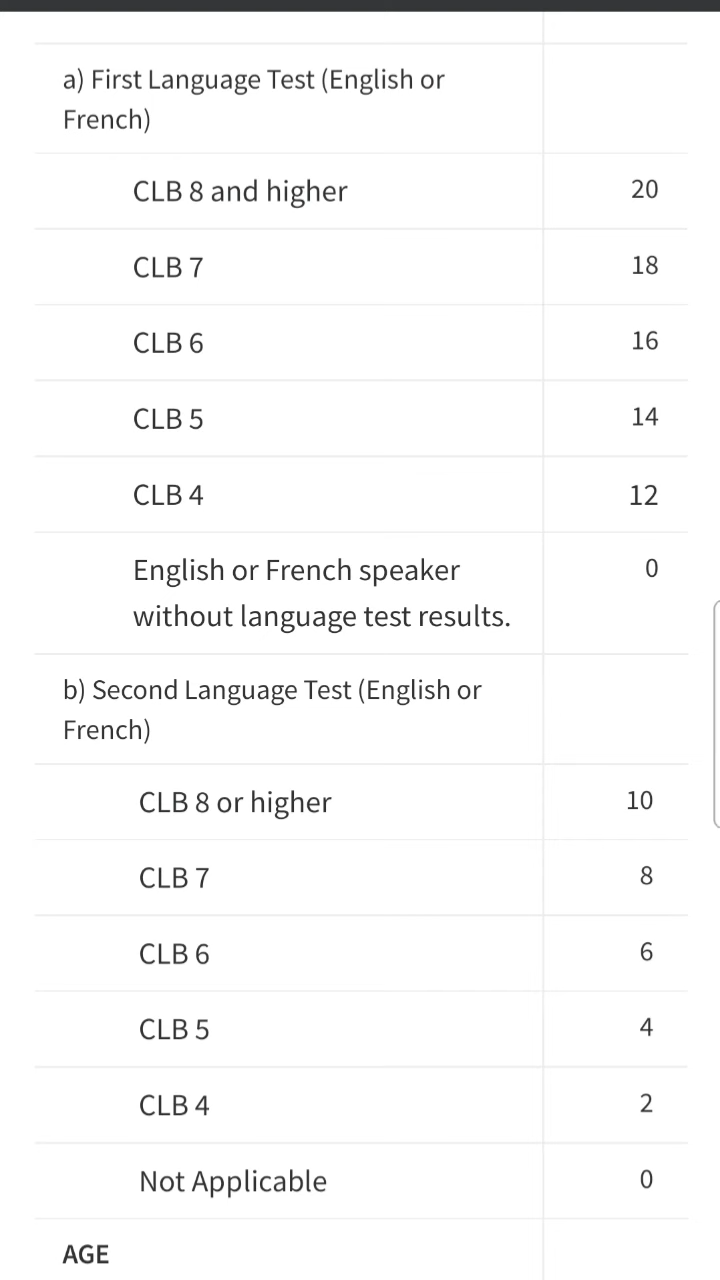 a) First Language Test (English or
French)
CLB 8 and higher 20
CLB 7 18
CLB 6 16
CLB 5 14
CLB 4 12
English or French speaker 0
without language test results.
b) Second Language Test (English or
French)
CLB 8 or higher 10
CLB 7 8
CLB 6 6
CLB 5 4
CLB 4 2
Not Applicable 0
AGE